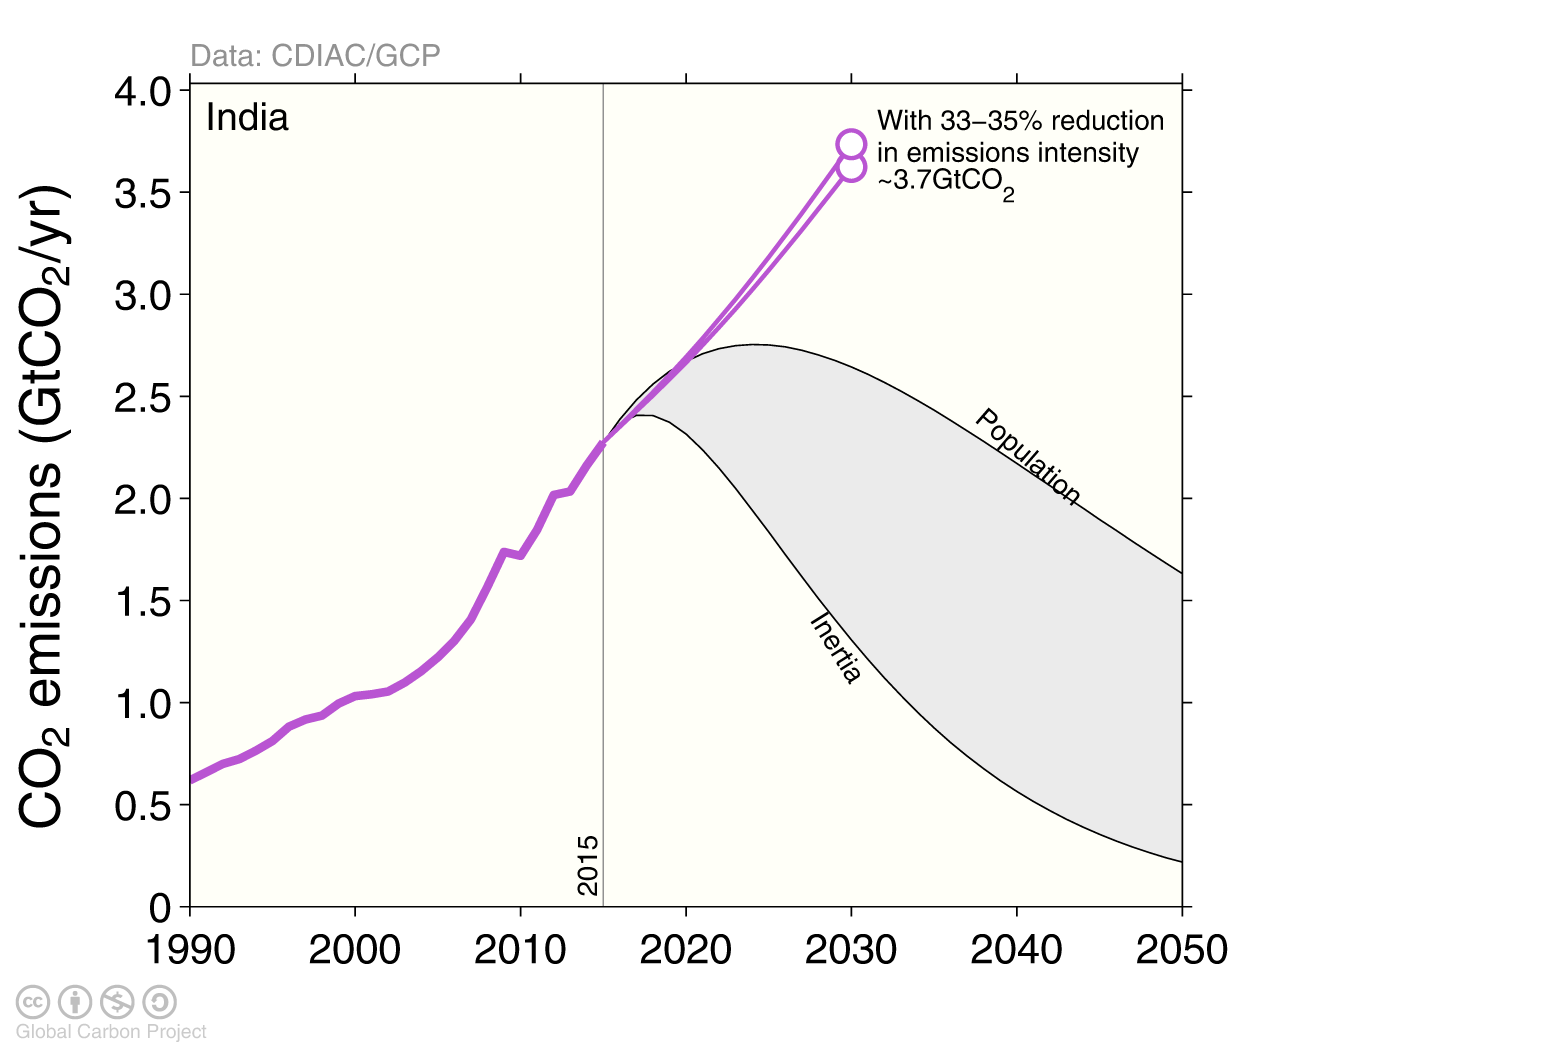 Data: CDIAC/GCP
India
With 33–35% reduction
in emissions intensity
~3.7GtCO2
CO2 emissions (GtCO2/yr)
4.0
3.5
3.0
2.5
2.0
1.5
1.0
0.5
0
Population
Inertia
2015
1990 2000 2010 2020 2030 2040 2050
cc
Global Carbon Project